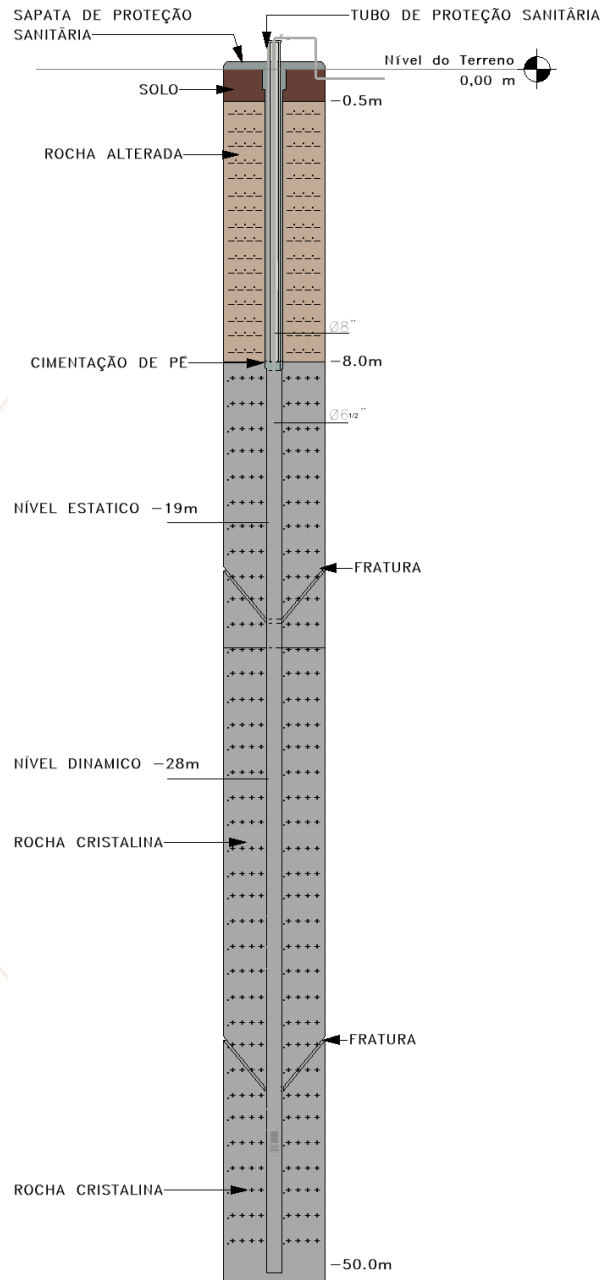 SAPATA DE PROTEÇÃO
SANITÁRIA
TUBO DE PROTEÇÃO SANITÁRIA
Nível do Terreno
0,00 m
SOLO
-0.5m
ROCHA ALTERADA
Ø8"
CIMENTAÇÃO DE PÉ
-8.0m
Ø6 1/2"
NÍVEL ESTATICO -19m
FRATURA
NÍVEL DINAMICO -28m
ROCHA CRISTALINA
FRATURA
ROCHA CRISTALINA
-50.0m